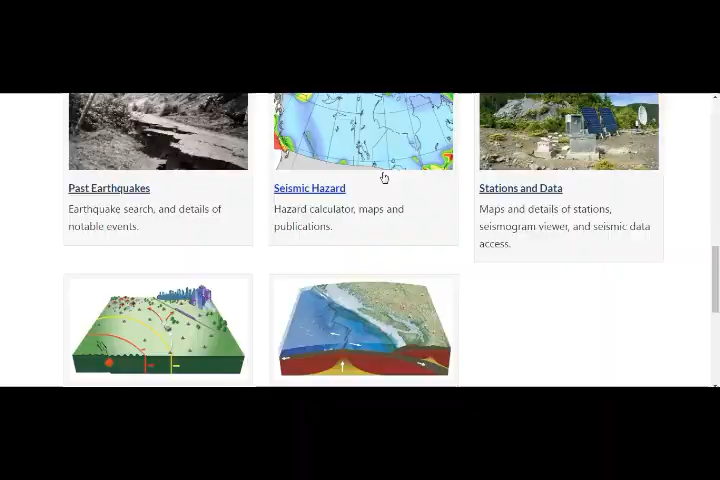 Past Earthquakes
Earthquake search, and details of
notable events.
Seismic Hazard
Hazard calculator, maps and
publications.
Stations and Data
Maps and details of stations,
seismogram viewer, and seismic data
access.